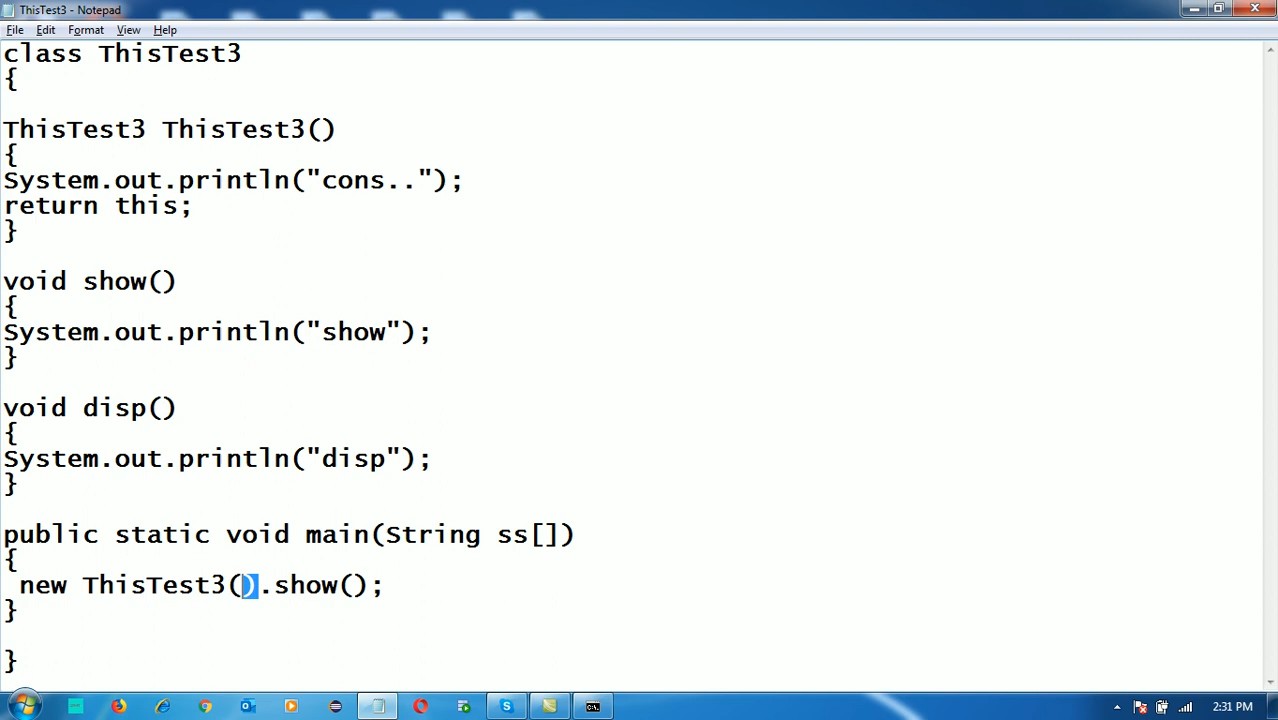 ThisTest3 - Notepad
File Edit Format View Help
class ThisTest3
{
ThisTest3 ThisTest3()
{
System.out.println("cons..");
return this;
}
void show()
{
System.out.println("show");
}
void disp()
{
System.out.println("disp");
}
public static void main(String ss[])
{
new ThisTest3().show();
}
}
2:31 PM